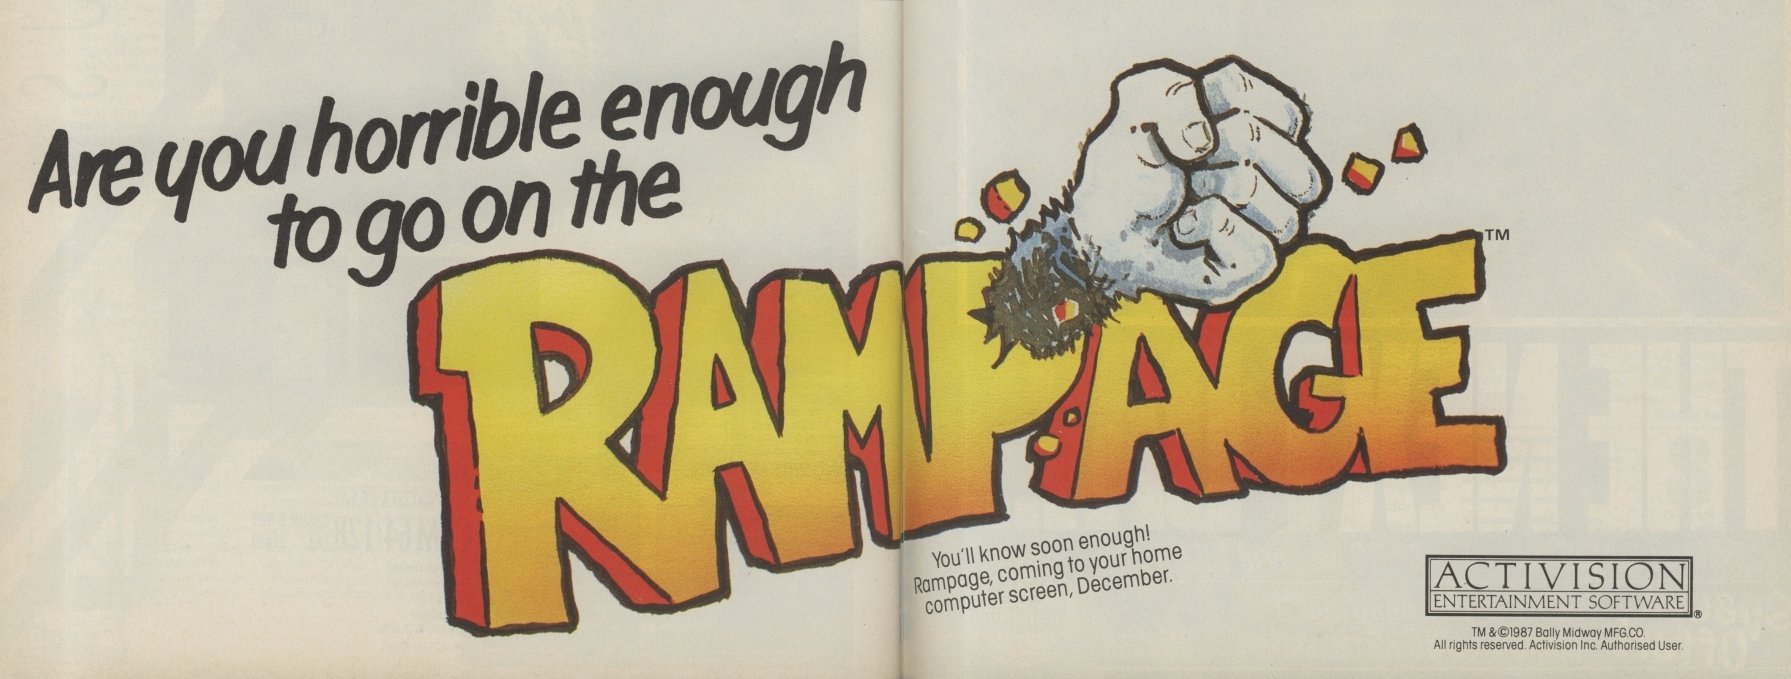 Are you horrible enough
to go on the
RAMPAGE™
You'll know soon enough!
Rampage, coming to your home
computer screen, December.
ACTIVISION
ENTERTAINMENT SOFTWARE®
TM & ©1987 Bally Midway MFG.CO.
All rights reserved. Activision Inc. Authorised User.